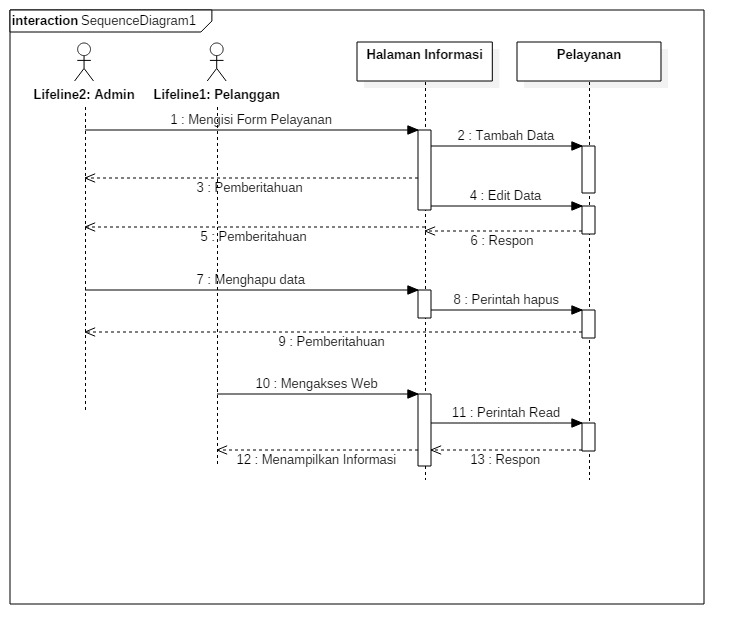 interaction SequenceDiagram1
Lifeline2: Admin
Lifeline1: Pelanggan
Halaman Informasi
Pelayanan
1 : Mengisi Form Pelayanan
2 : Tambah Data
3 : Pemberitahuan
4 : Edit Data
5 : Pemberitahuan
6 : Respon
7 : Menghapu data
8 : Perintah hapus
9 : Pemberitahuan
10 : Mengakses Web
11 : Perintah Read
12 : Menampilkan Informasi
13 : Respon